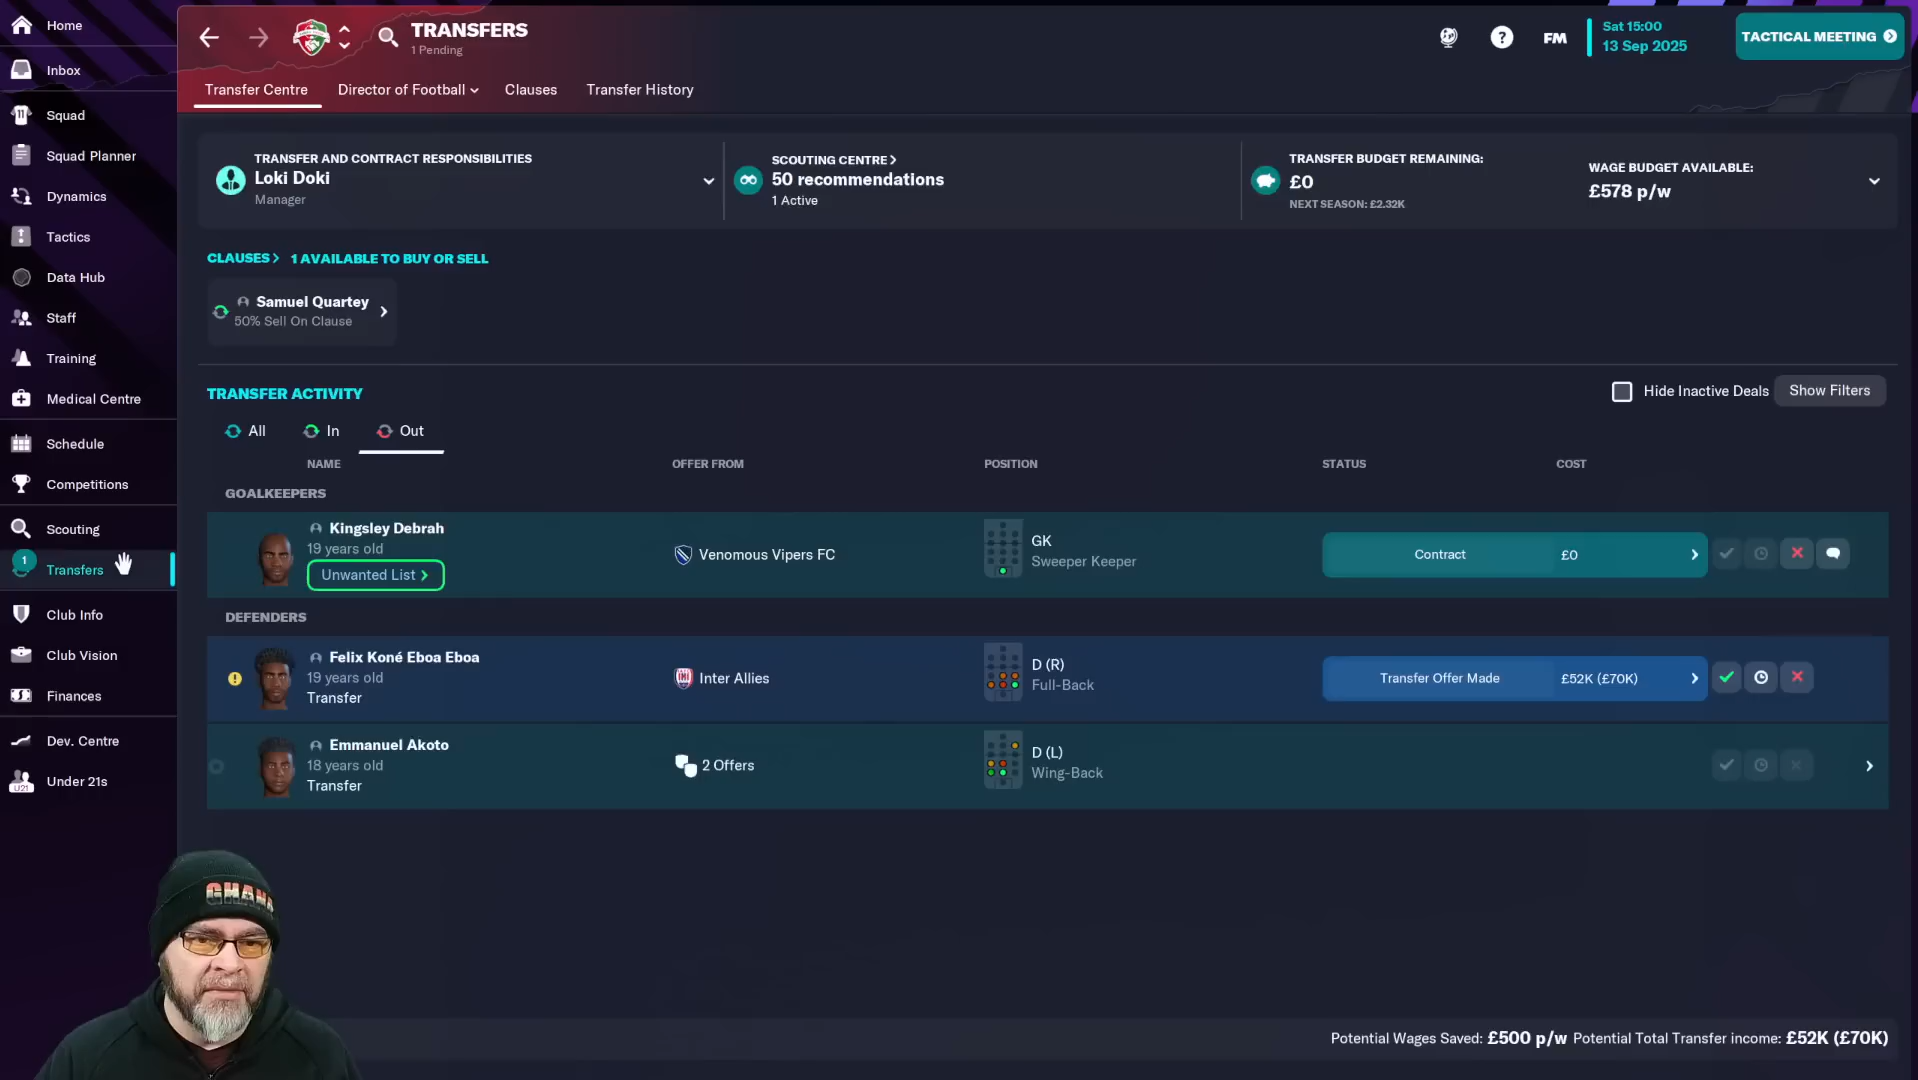 Home
Inbox
Squad
Squad Planner
Dynamics
Tactics
Data Hub
Staff
Training
Medical Centre
Schedule
Competitions
Scouting
1
Transfers
Club Info
Club Vision
Finances
Dev. Centre
U21
Under 21s
TRANSFERS
1 Pending
?
FM
Sat 15:00
13 Sep 2025
TACTICAL MEETING
Transfer Centre
Director of Football
Clauses
Transfer History
TRANSFER AND CONTRACT RESPONSIBILITIES
Loki Doki
Manager
SCOUTING CENTRE >
50 recommendations
1 Active
TRANSFER BUDGET REMAINING:
£0
NEXT SEASON: £2.32K
WAGE BUDGET AVAILABLE:
£578 p/w
CLAUSES > 1 AVAILABLE TO BUY OR SELL
Samuel Quartey
50% Sell On Clause
TRANSFER ACTIVITY
Hide Inactive Deals
Show Filters
All
In
Out
NAME OFFER FROM POSITION STATUS COST
GOALKEEPERS
Kingsley Debrah
19 years old
Unwanted List >
Venomous Vipers FC
GK
Sweeper Keeper
Contract £0
DEFENDERS
Felix Koné Eboa Eboa
19 years old
Transfer
Inter Allies
D (R)
Full-Back
Transfer Offer Made £52K (£70K)
Emmanuel Akoto
18 years old
Transfer
2 Offers
D (L)
Wing-Back
GHANA
Potential Wages Saved: £500 p/w Potential Total Transfer income: £52K (£70K)